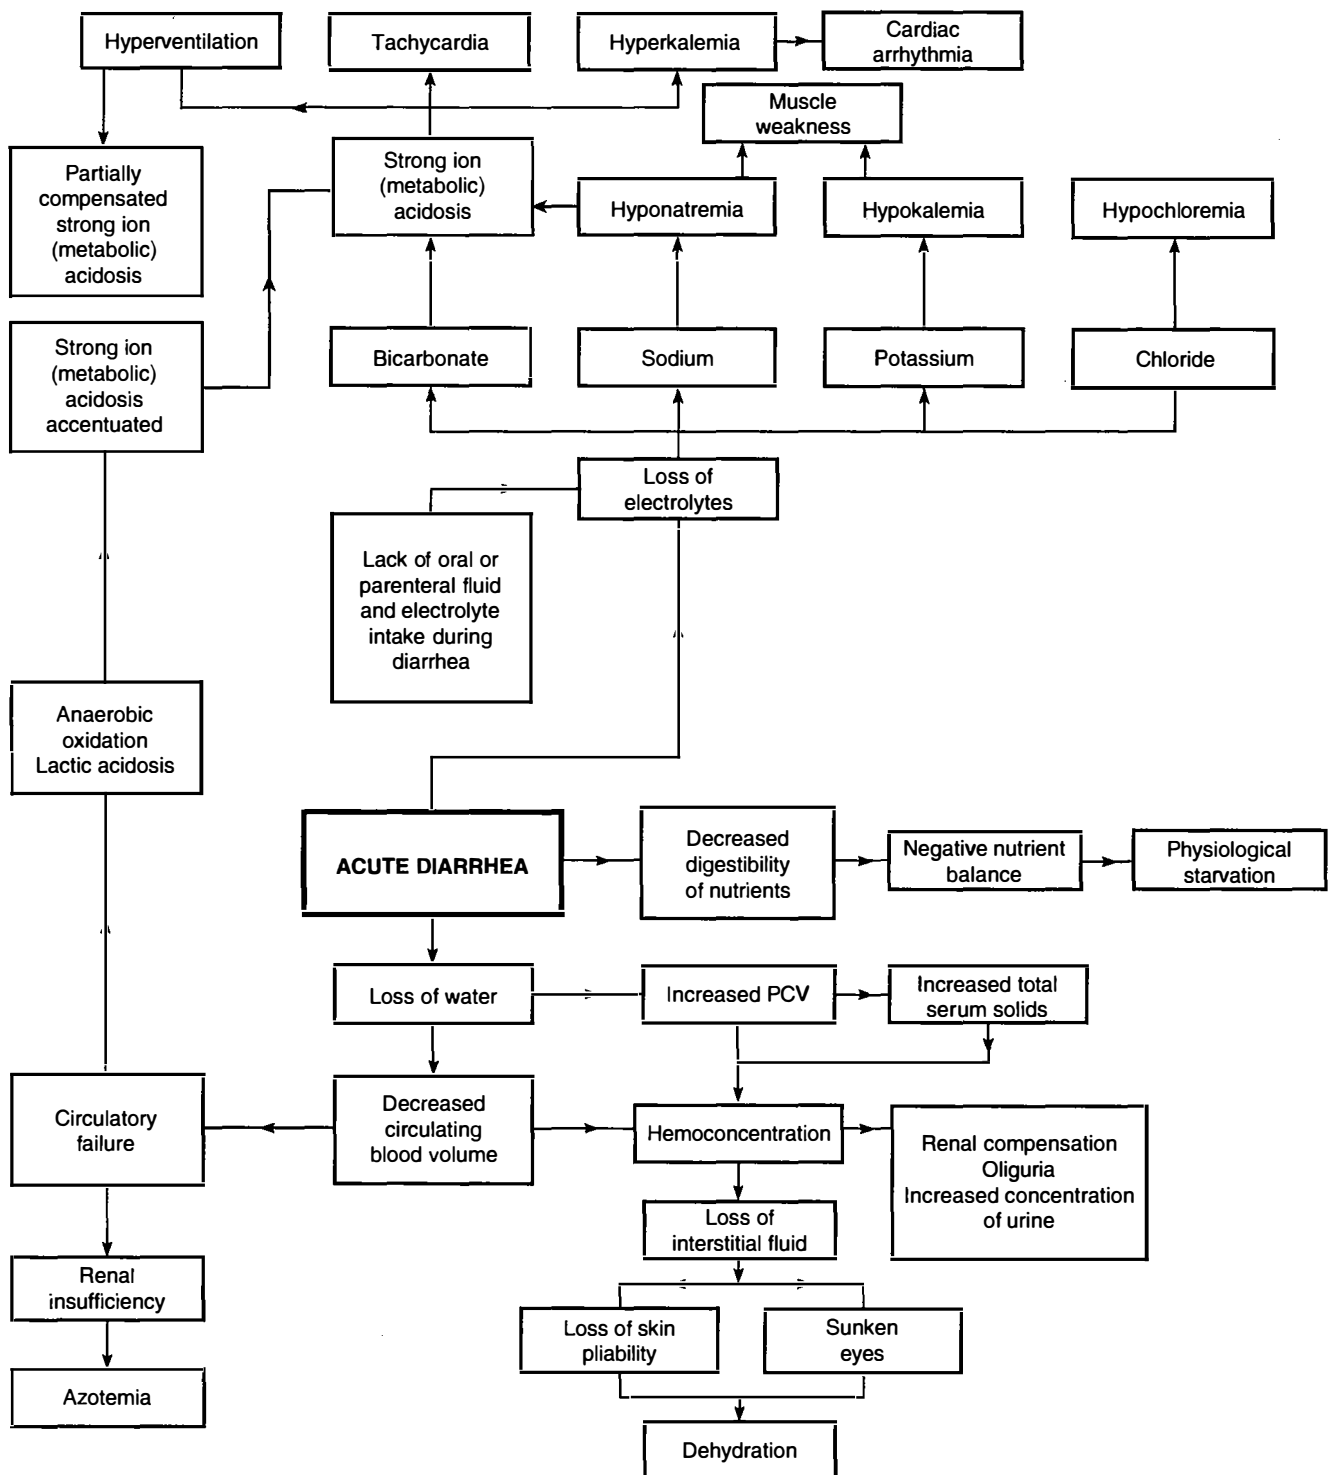 Hyperventilation
Tachycardia
Hyperkalemia
Cardiac
arrhythmia
Muscle
weakness
Partially
compensated
strong ion
(metabolic)
acidosis
Strong ion
(metabolic)
acidosis
Hyponatremia
Hypokalemia
Hypochloremia
Strong ion
(metabolic)
acidosis
accentuated
Bicarbonate
Sodium
Potassium
Chloride
Loss of
electrolytes
Lack of oral or
parenteral fluid
and electrolyte
intake during
diarrhea
Anaerobic
oxidation
Lactic acidosis
ACUTE DIARRHEA
Decreased
digestibility
of nutrients
Negative nutrient
balance
Physiological
starvation
Loss of water
Increased PCV
Increased total
serum solids
Circulatory
failure
Decreased
circulating
blood volume
Hemoconcentration
Renal compensation
Oliguria
Increased concentration
of urine
Loss of
interstitial fluid
Renal
insufficiency
Loss of skin
pliability
Sunken
eyes
Azotemia
Dehydration